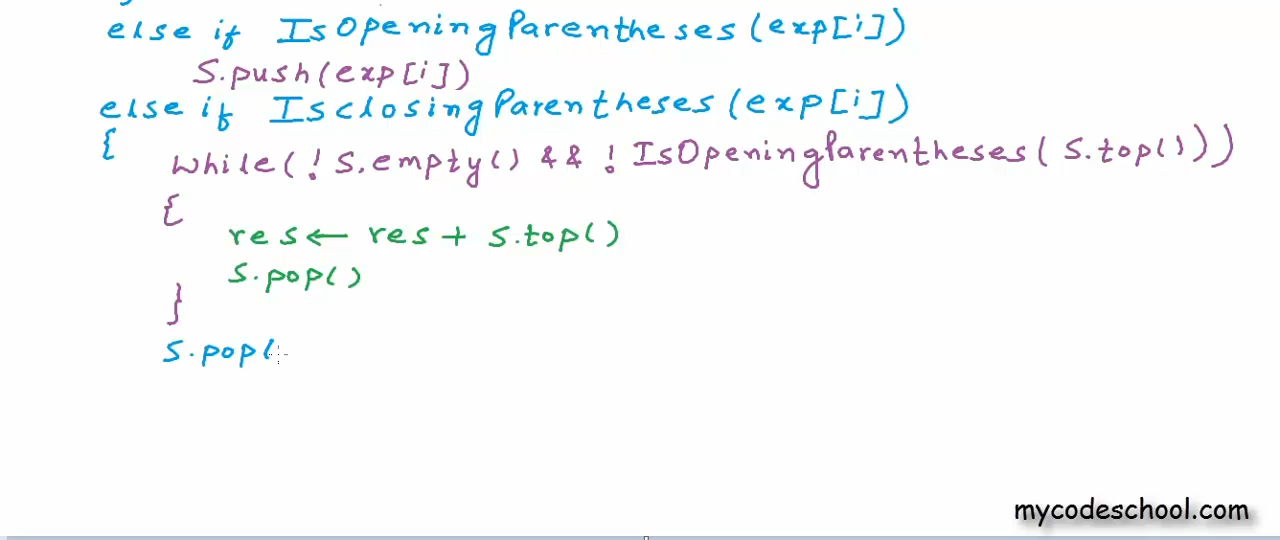 else if IsOpeningParentheses(exp[i])
S.push(exp[i])
else if IsclosingParentheses(exp[i])
{
while(!S.empty() && !IsOpeningParentheses(S.top()))
{
res ← res + S.top()
S.pop()
}
S.pop(
mycodeschool.com